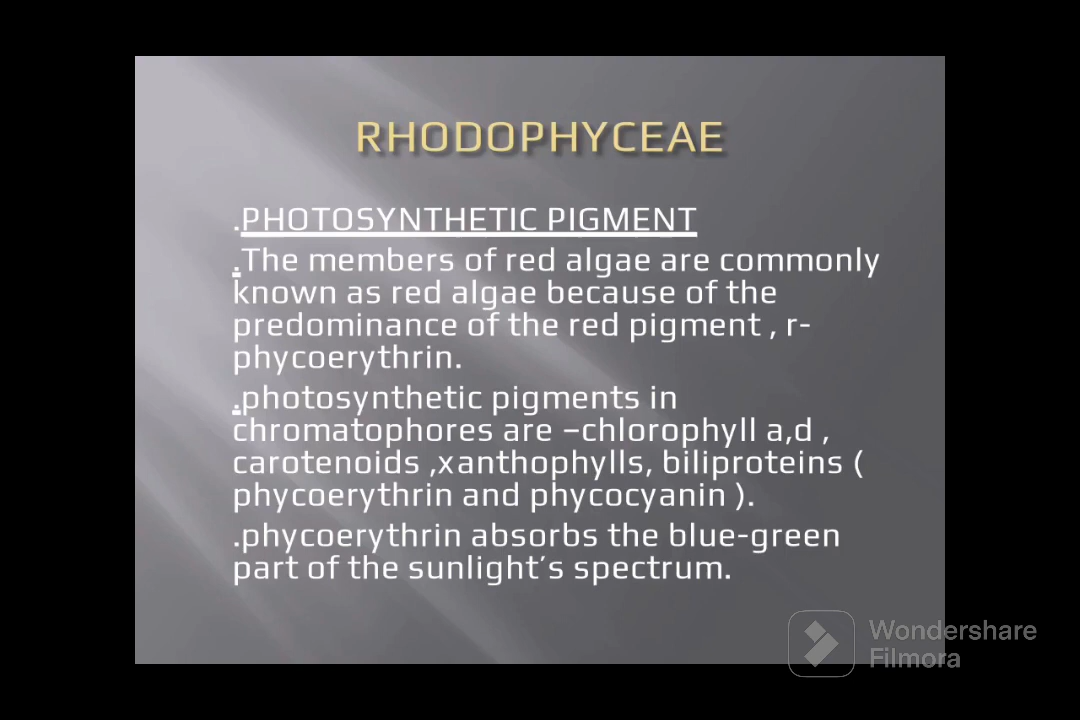 RHODOPHYCEAE
.PHOTOSYNTHETIC PIGMENT
.The members of red algae are commonly
known as red algae because of the
predominance of the red pigment , r-
phycoerythrin.
.photosynthetic pigments in
chromatophores are –chlorophyll a,d ,
carotenoids ,xanthophylls, biliproteins (
phycoerythrin and phycocyanin ).
.phycoerythrin absorbs the blue-green
part of the sunlight’s spectrum.
Wondershare
Filmora